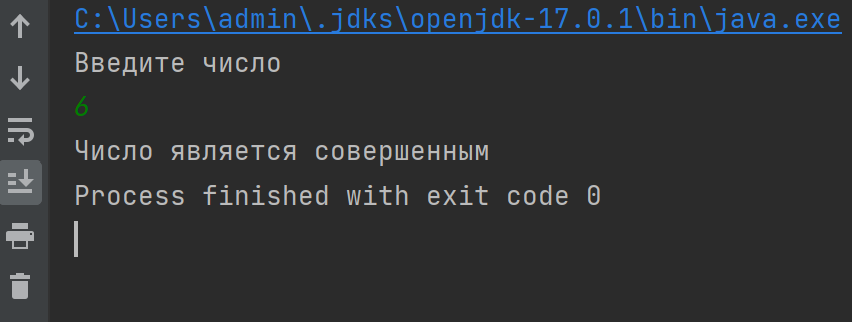 C:\Users\admin\.jdks\openjdk-17.0.1\bin\java.exe
Введите число
6
Число является совершенным
Process finished with exit code 0